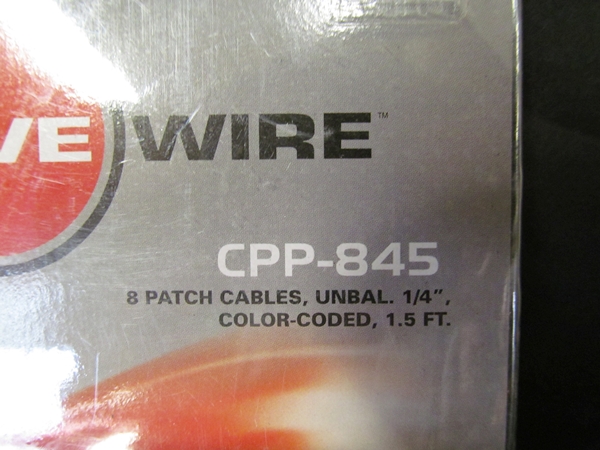 VE WIRE™
CPP-845
8 PATCH CABLES, UNBAL. 1/4",
COLOR-CODED, 1.5 FT.